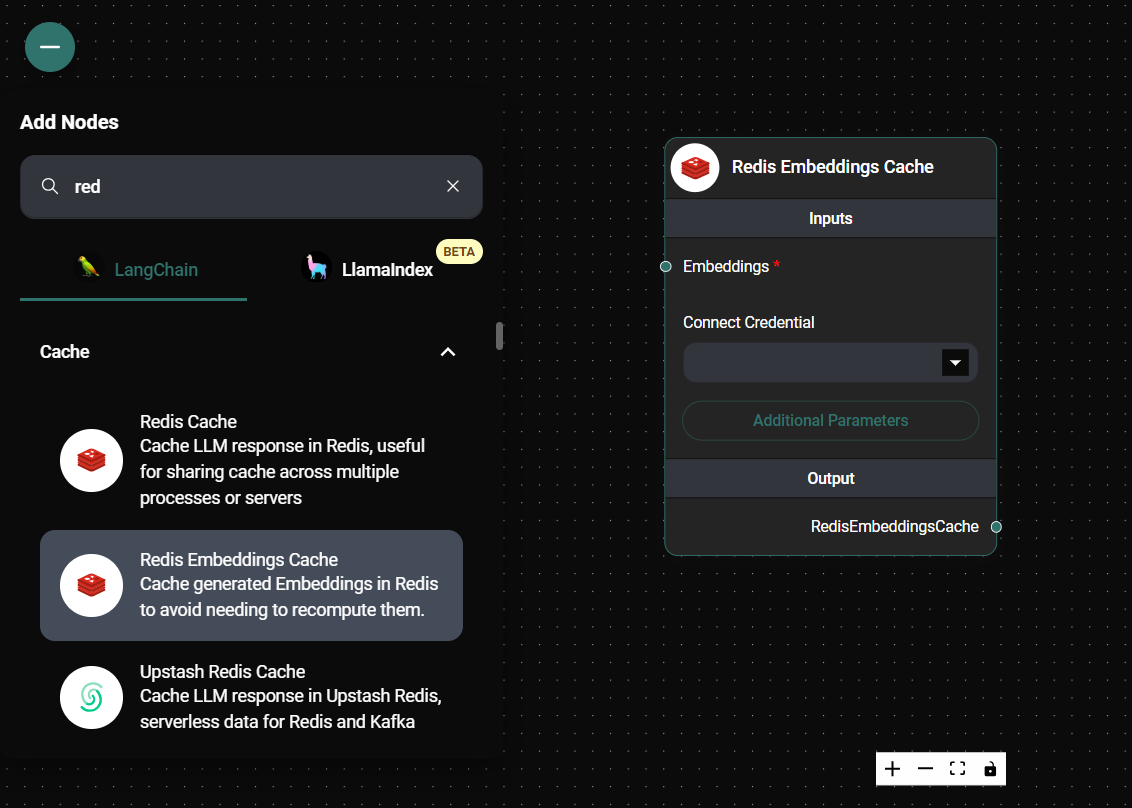 Add Nodes
red
LangChain
LlamaIndex
BETA
Cache
Redis Cache
Cache LLM response in Redis, useful
for sharing cache across multiple
processes or servers
Redis Embeddings Cache
Cache generated Embeddings in Redis
to avoid needing to recompute them.
Upstash Redis Cache
Cache LLM response in Upstash Redis,
serverless data for Redis and Kafka
Redis Embeddings Cache
Inputs
Embeddings *
Connect Credential
Additional Parameters
Output
RedisEmbeddingsCache